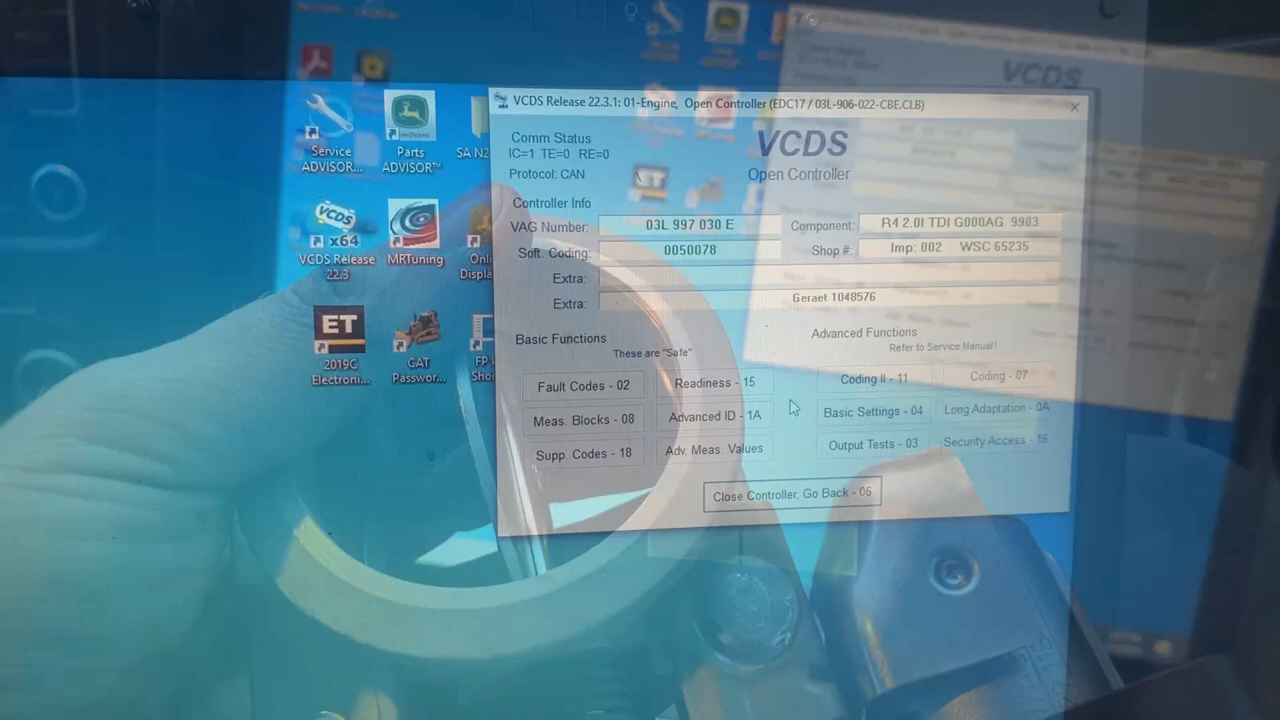 VCDS
VCDS Release 22.3.1: 01-Engine, Open Controller (EDC17 / 03L-906-022-CBE.CLB)
Comm Status
IC=1 TE=0 RE=0
Protocol: CAN
VCDS
Open Controller
Controller Info
VAG Number:
03L 997 030 E
Component:
R4 2.0l TDI G000AG 9983
Soft. Coding:
0050078
Shop #:
Imp: 002 WSC 65235
Extra:
Extra:
Geraet 1048576
Basic Functions
These are "Safe"
Advanced Functions
Refer to Service Manual!
Fault Codes - 02
Readiness - 15
Coding II - 11
Coding - 07
Meas. Blocks - 08
Advanced ID - 1A
Basic Settings - 04
Long Adaptation - 0A
Supp. Codes - 18
Adv. Meas. Values
Output Tests - 03
Security Access - 16
Close Controller, Go Back - 06
Service
ADVISOR...
Parts
ADVISOR™
SA N2
VCDS
x64
VCDS Release
22.3
MRTuning
Onli
Displa
ET
ET
2019C
Electroni...
CAT
Passwor...
FP
Sho